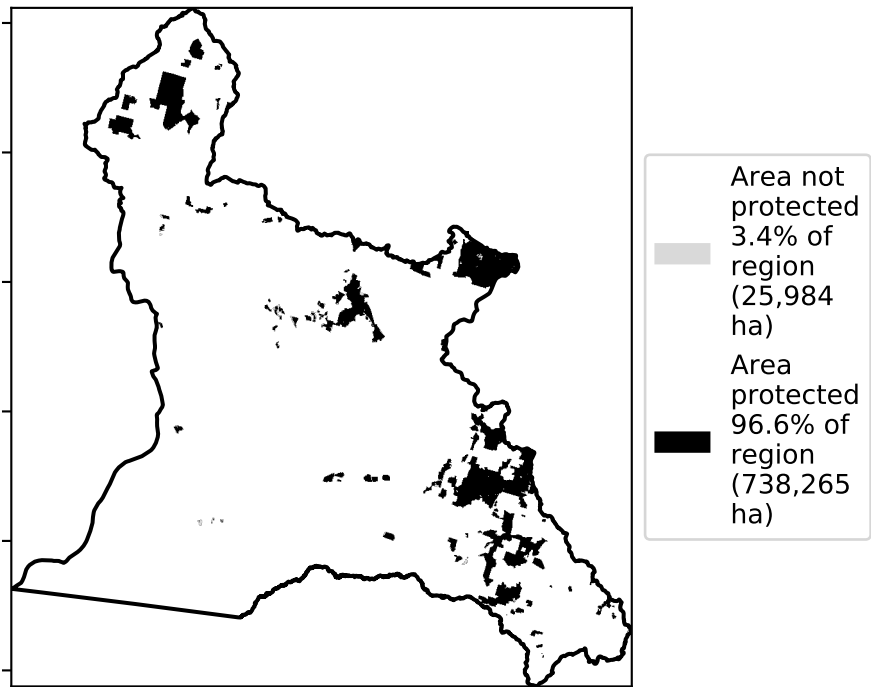 Area not
protected
3.4% of
region
(25,984
ha)
Area
protected
96.6% of
region
(738,265
ha)